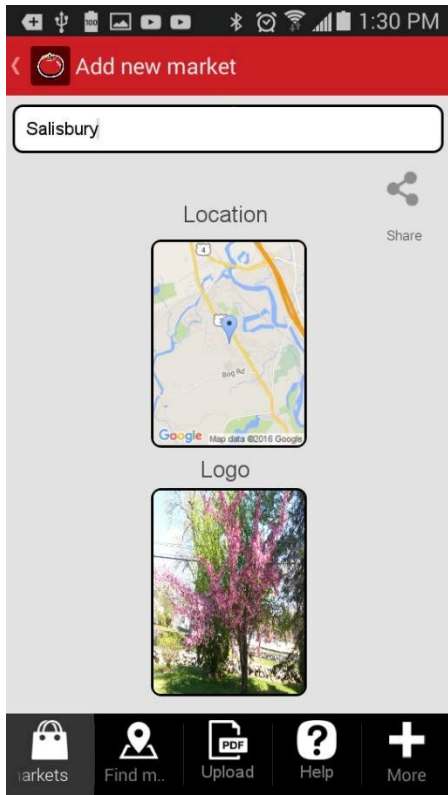 100
1:30 PM
Add new market
Salisbury
Share
Location
4
Bog Rd
Google
Map data ©2016 Google
Logo
arkets
Find m..
PDF
Upload
?
Help
More